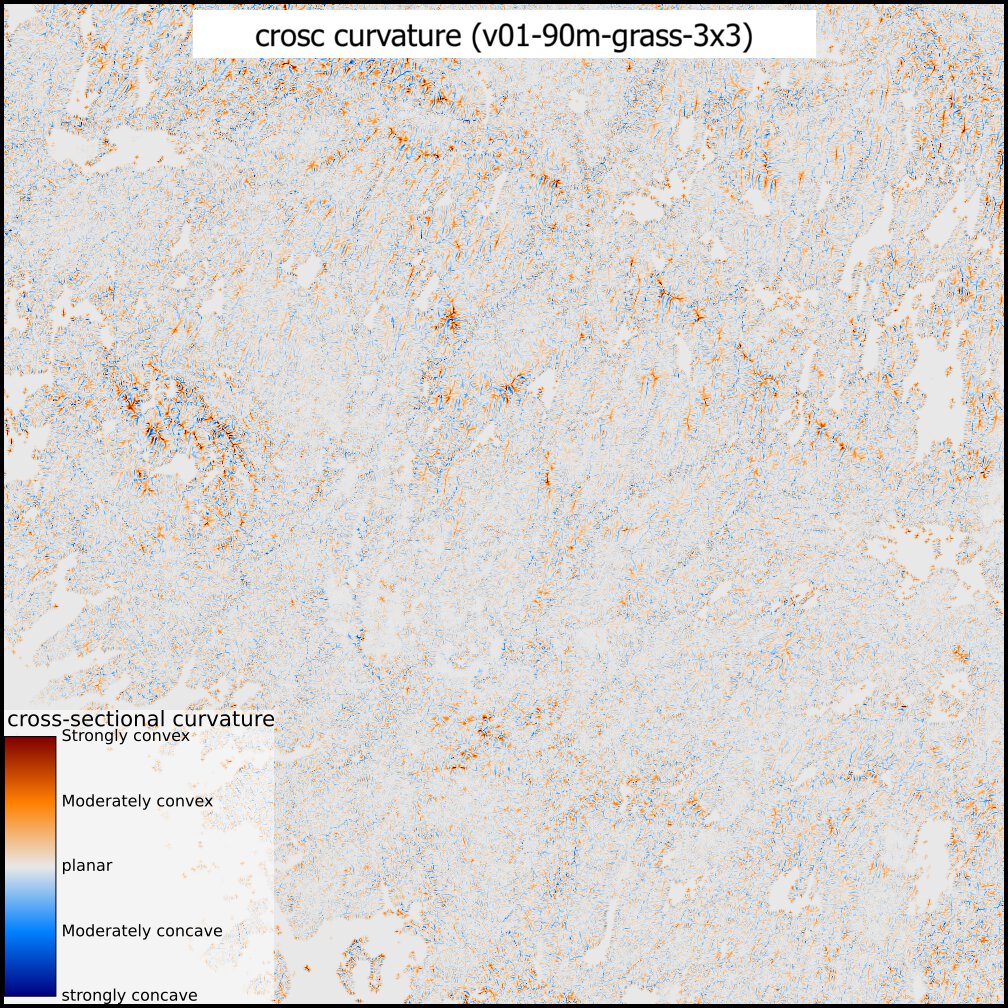 crosc curvature (v01-90m-grass-3x3)
cross-sectional curvature
Strongly convex
Moderately convex
planar
Moderately concave
strongly concave